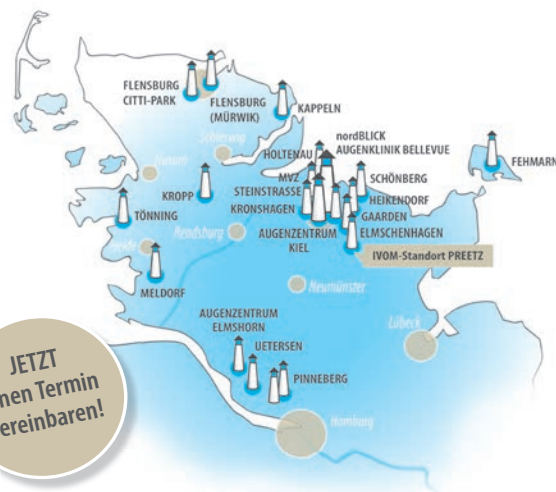 FLENSBURG
CITTI-PARK
FLENSBURG
(MÜRWIK)
KAPPELN
Schleswig
Husum
nordBLICK
AUGENKLINIK BELLEVUE
HOLTENAU
FEHMARN
MVZ
STEINSTRASSE
SCHÖNBERG
KROPP
HEIKENDORF
KRONSHAGEN
GAARDEN
TÖNNING
Rendsburg
AUGENZENTRUM
KIEL
ELMSCHENHAGEN
Heide
IVOM-Standort PREETZ
MELDORF
Neumünster
AUGENZENTRUM
ELMSHORN
Lübeck
UETERSEN
PINNEBERG
Hamburg
JETZT
nen Termin
ereinbaren!